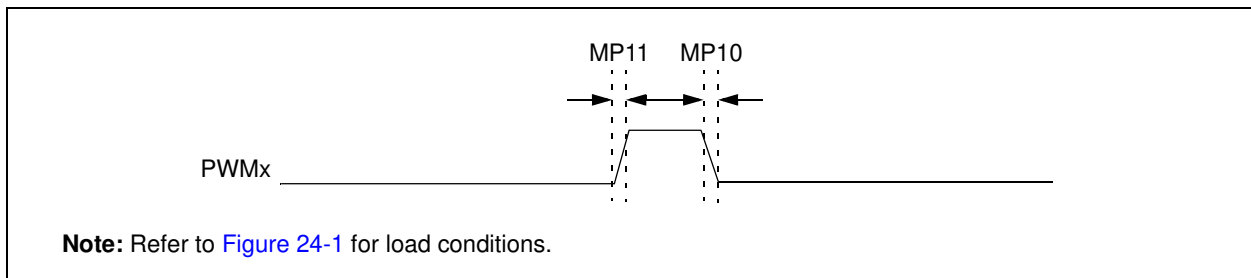 MP11 MP10
PWMx
Note: Refer to Figure 24-1 for load conditions.